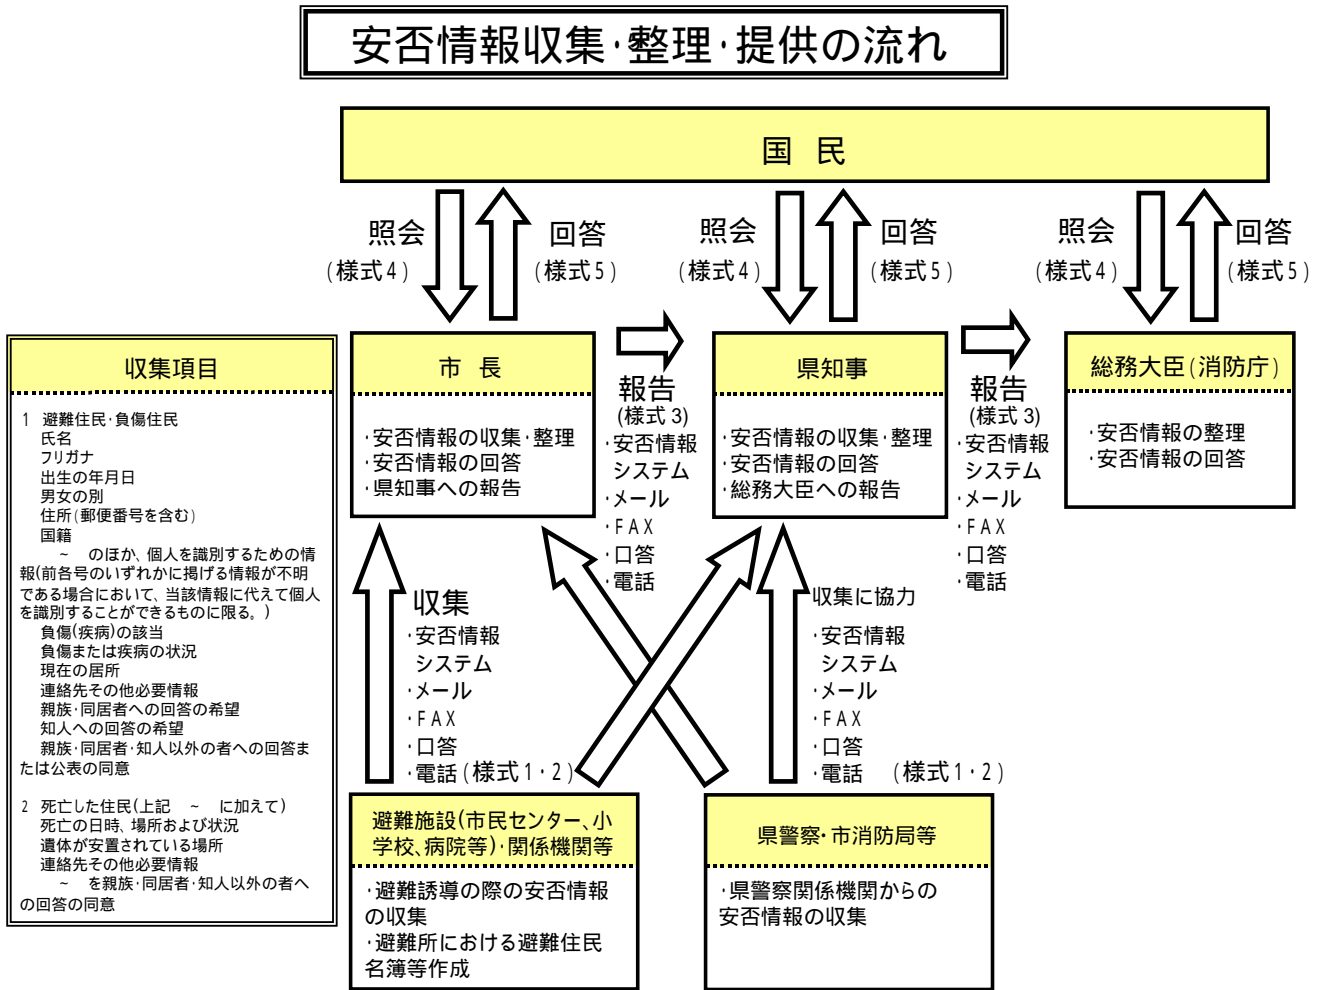 安否情報収集･整理･提供の流れ
国 民
照会
(様式４)
回答
(様式５)
照会
(様式４)
回答
(様式５)
照会
(様式４)
回答
(様式５)
収集項目
1 避難住民･負傷住民
氏名
フリガナ
出生の年月日
男女の別
住所(郵便番号を含む)
国籍
～ のほか、個人を識別するための情
報(前各号のいずれかに掲げる情報が不明
である場合において、当該情報に代えて個人
を識別することができるものに限る。)
負傷(疾病)の該当
負傷または疾病の状況
現在の居所
連絡先その他必要情報
親族･同居者への回答の希望
知人への回答の希望
親族･同居者･知人以外の者への回答ま
たは公表の同意
2 死亡した住民(上記 ～ に加えて)
死亡の日時、場所および状況
遺体が安置されている場所
連絡先その他必要情報
～ を親族･同居者･知人以外の者へ
の回答の同意
市 長
･安否情報の収集･整理
･安否情報の回答
･県知事への報告
報告
(様式 3)
･安否情報
システム
･メール
･ＦＡＸ
･口答
･電話
県知事
･安否情報の収集･整理
･安否情報の回答
･総務大臣への報告
報告
(様式 3)
･安否情報
システム
･メール
･ＦＡＸ
･口答
･電話
総務大臣(消防庁)
･安否情報の整理
･安否情報の回答
収集
･安否情報
システム
･メール
･ＦＡＸ
･口答
･電話(様式１･２)
収集に協力
･安否情報
システム
･メール
･ＦＡＸ
･口答
･電話 (様式１･２)
避難施設(市民センター、小
学校、病院等)･関係機関等
･避難誘導の際の安否情報
の収集
･避難所における避難住民
名簿等作成
県警察･市消防局等
･県警察関係機関からの
安否情報の収集